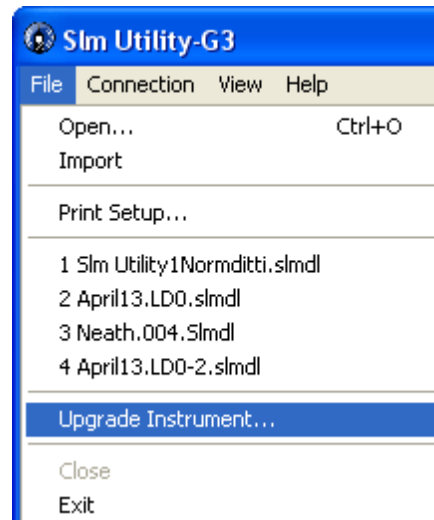 Slm Utility-G3
File Connection View Help
Open... Ctrl+O
Import
Print Setup...
1 Slm Utility1Normditti.slmdl
2 April13.LD0.slmdl
3 Neath.004.Slmdl
4 April13.LD0-2.slmdl
Upgrade Instrument...
Close
Exit